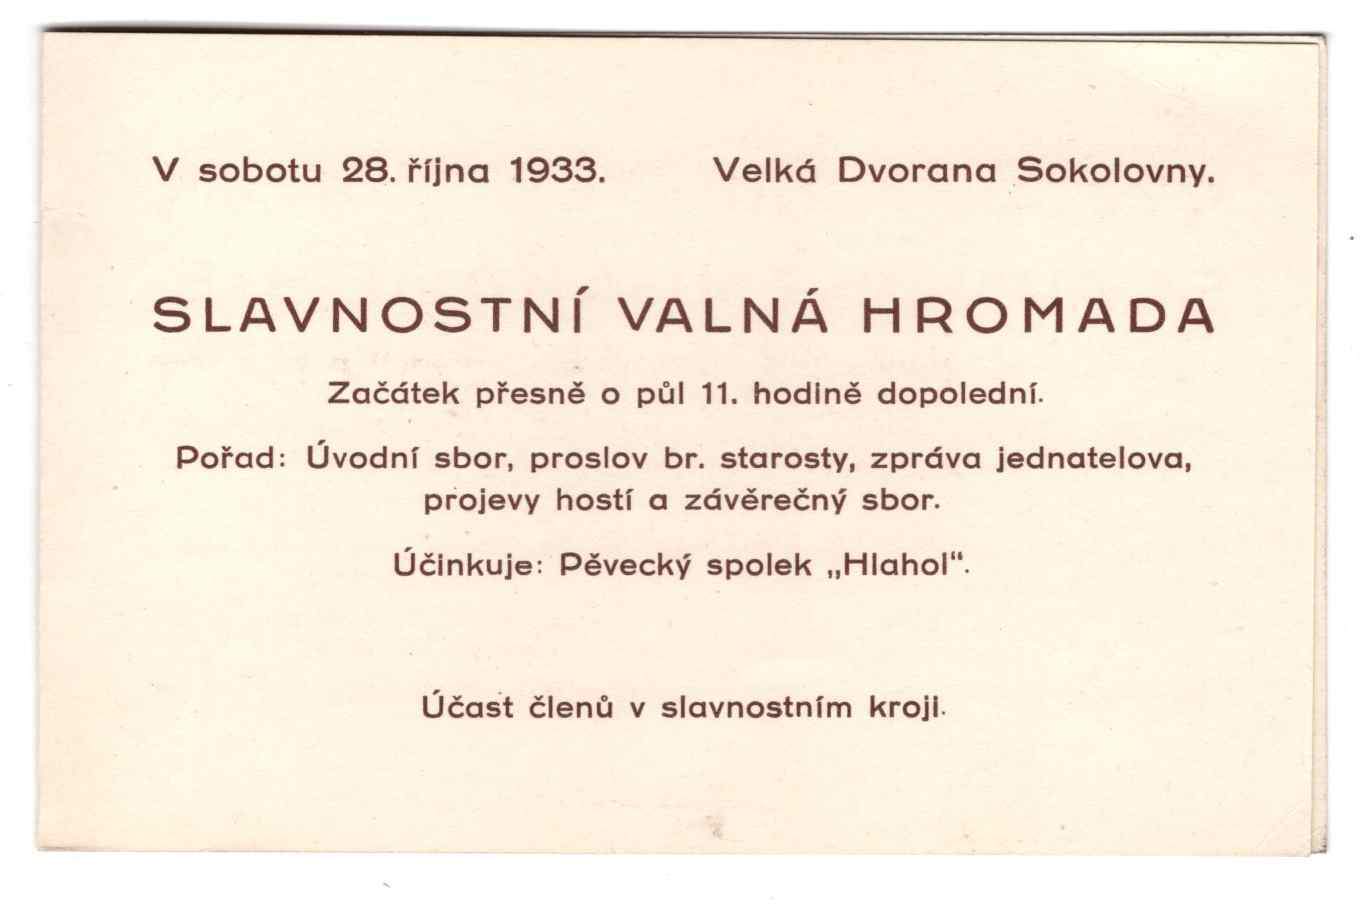 V sobotu 28. října 1933. Velká Dvorana Sokolovny.
SLAVNOSTNÍ VALNÁ HROMADA
Začátek přesně o půl 11. hodině dopolední.
Pořad: Úvodní sbor, proslov br. starosty, zpráva jednatelova,
projevy hostí a závěrečný sbor.
Účinkuje: Pěvecký spolek „Hlahol“.
Účast členů v slavnostním kroji.